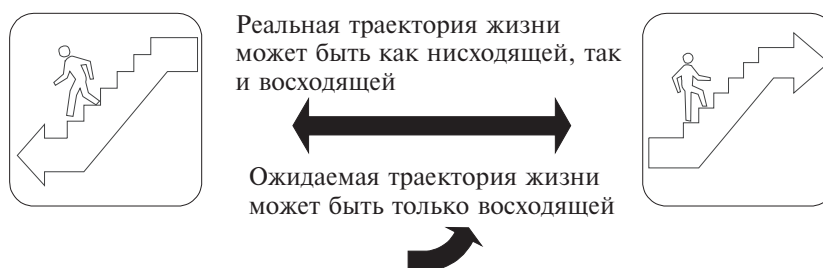 Реальная траектория жизни
может быть как нисходящей, так
и восходящей
Ожидаемая траектория жизни
может быть только восходящей